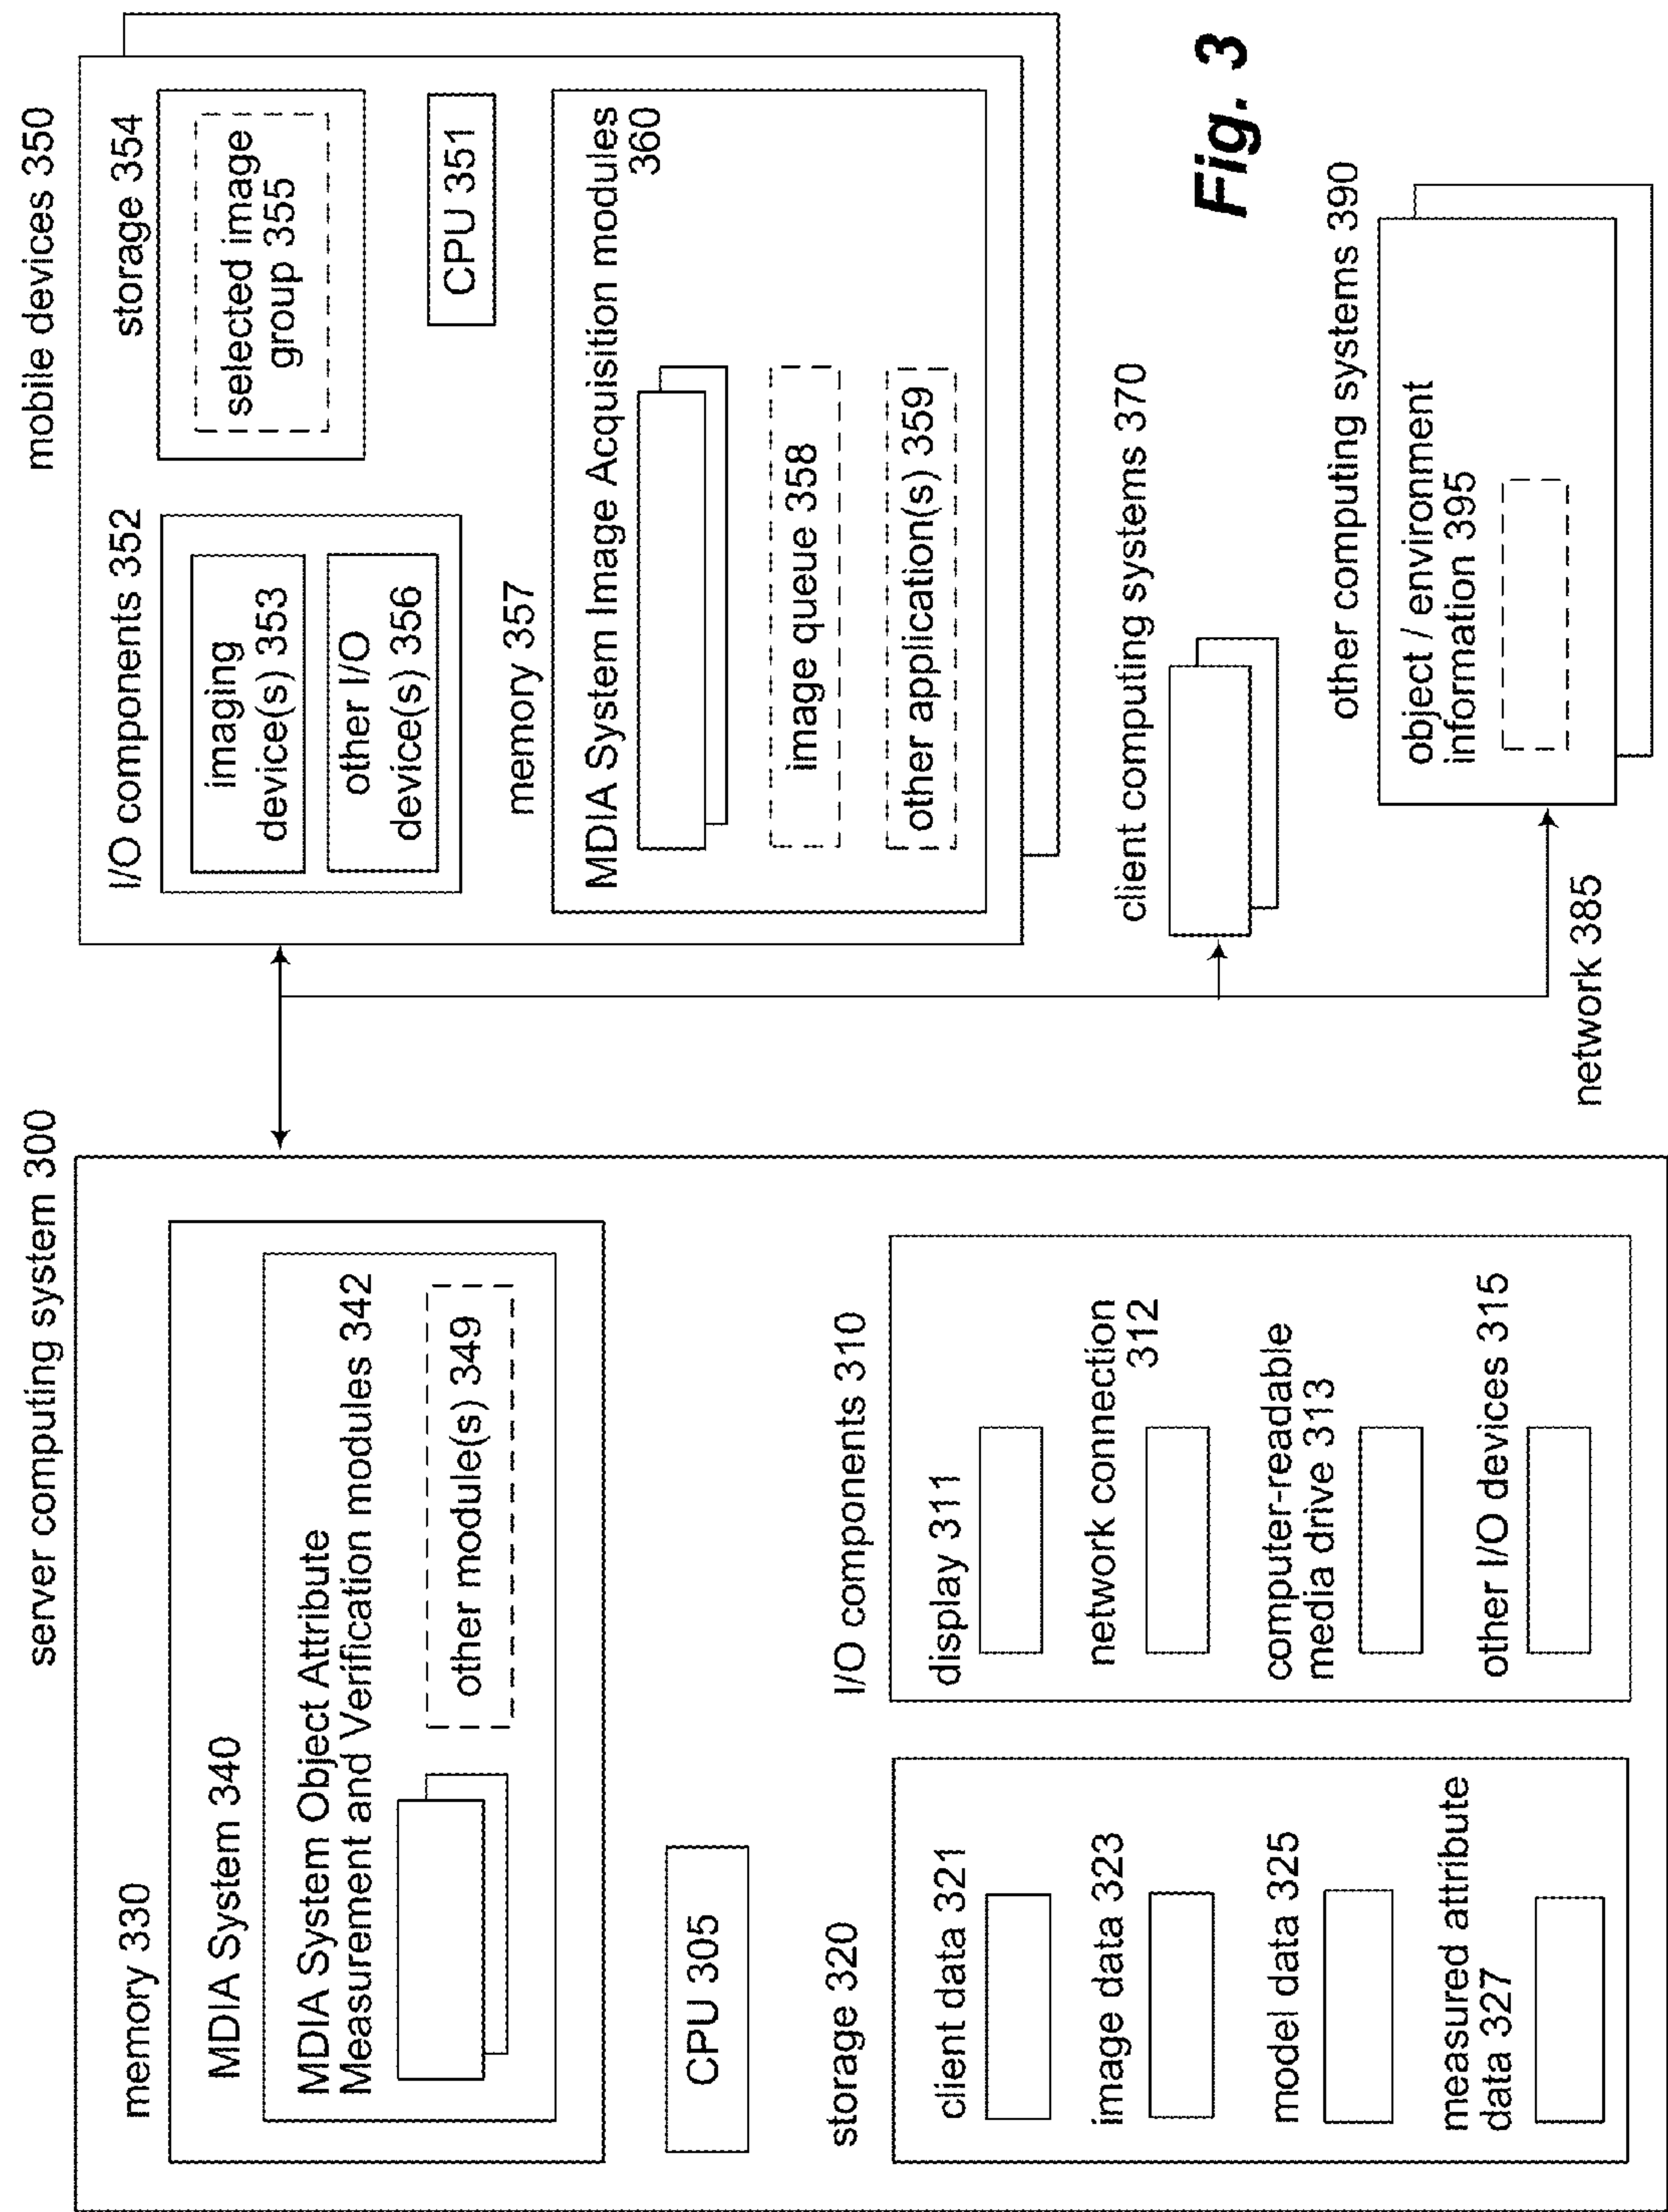 server computing system 300
memory 330
MDIA System 340
MDIA System Object Attribute
Measurement and Verification modules 342
other module(s) 349
CPU 305
storage 320
client data 321
image data 323
model data 325
measured attribute
data 327
I/O components 310
display 311
network connection
312
computer-readable
media drive 313
other I/O devices 315
mobile devices 350
I/O components 352
imaging
device(s) 353
other I/O
device(s) 356
storage 354
selected image
group 355
CPU 351
memory 357
MDIA System Image Acquisition modules
360
image queue 358
other application(s) 359
client computing systems 370
other computing systems 390
object / environment
information 395
network 385
Fig. 3